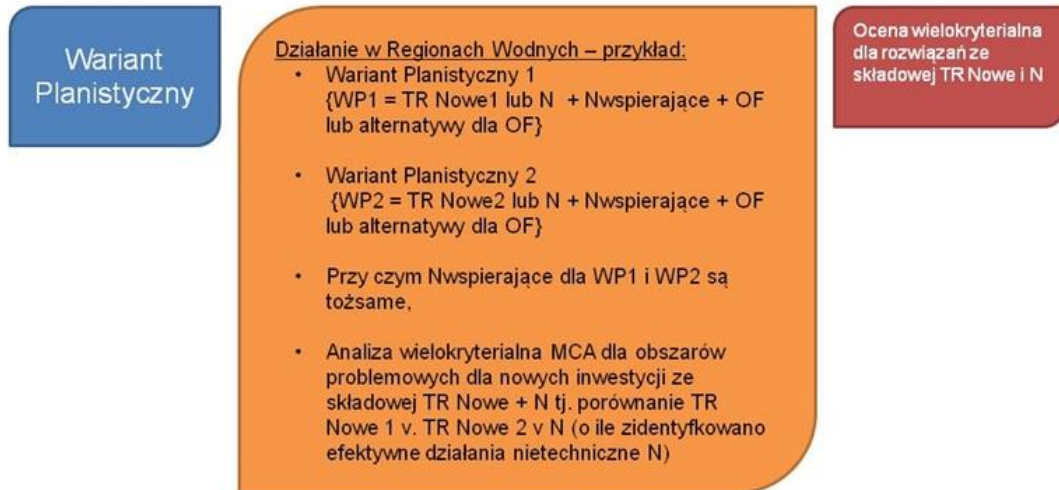 Wariant
Planistyczny
Działanie w Regionach Wodnych – przykład:
• Wariant Planistyczny 1
{WP1 = TR Nowe1 lub N + Nwspierające + OF
lub alternatywy dla OF}
• Wariant Planistyczny 2
{WP2 = TR Nowe2 lub N + Nwspierające + OF
lub alternatywy dla OF}
• Przy czym Nwspierające dla WP1 i WP2 są
tożsame,
• Analiza wielokryterialna MCA dla obszarów
problemowych dla nowych inwestycji ze
składowej TR Nowe + N tj. porównanie TR
Nowe 1 v. TR Nowe 2 v N (o ile zidentyfkowano
efektywne działania nietechniczne N)
Ocena wielokryterialna
dla rozwiązań ze
składowej TR Nowe i N